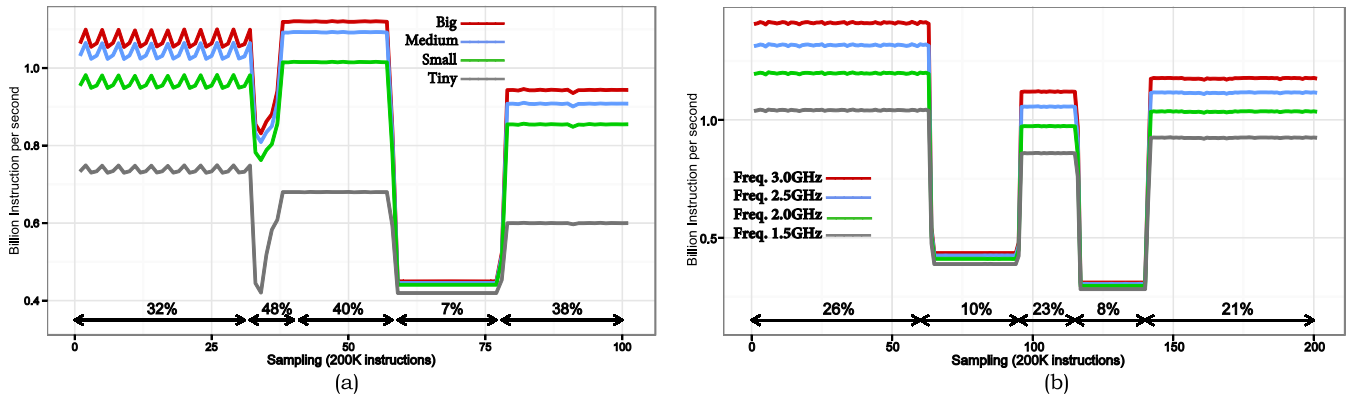 Billion Instruction per second
1.0
0.8
0.6
0.4
Big
Medium
Small
Tiny
32%
48%
40%
7%
38%
0
25
50
75
100
Sampling (200K instructions)
(a)
Billion Instruction per second
1.0
0.5
Freq. 3.0GHz
Freq. 2.5GHz
Freq. 2.0GHz
Freq. 1.5GHz
26%
10%
23%
8%
21%
0
50
100
150
200
Sampling (200K instructions)
(b)